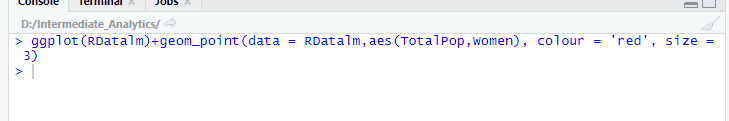 Console Terminal × Jobs ×
D:/Intermediate_Analytics/
> ggplot(RDatalm)+geom_point(data = RDatalm,aes(TotalPop,Women), colour = 'red', size =
3)
>